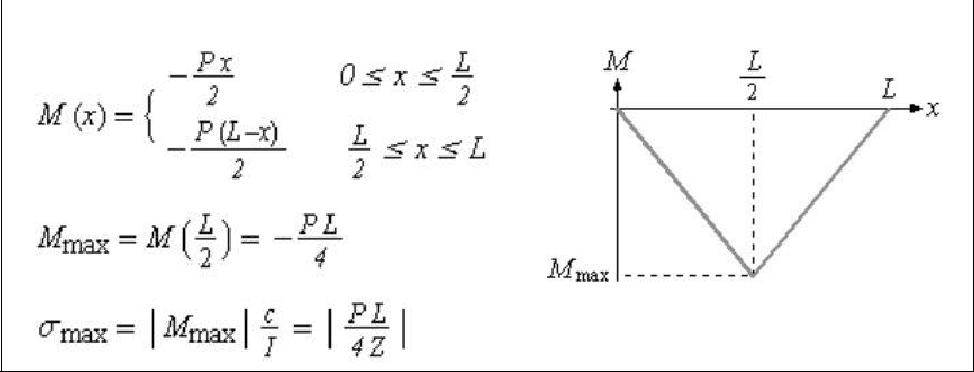 M (x) = { -Px/2 0 ≤ x ≤ L/2
-P(L-x)/2 L/2 ≤ x ≤ L
M_max = M(L/2) = -PL/4
σ_max = |M_max| c/I = |PL/4Z|
M
L/2
L
x
M_max